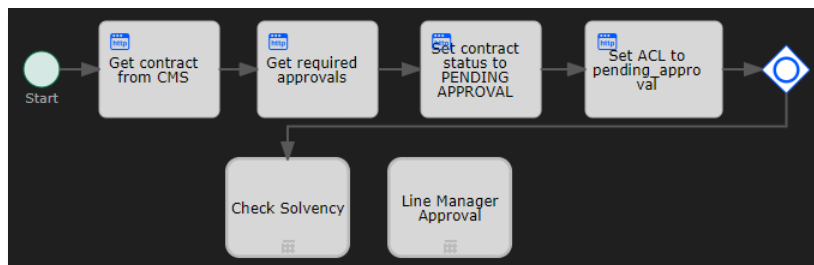 http
Get contract
from CMS
http
Get required
approvals
http
Set contract
status to
PENDING
APPROVAL
http
Set ACL to
pending_appro
val
Start
Check Solvency
Line Manager
Approval